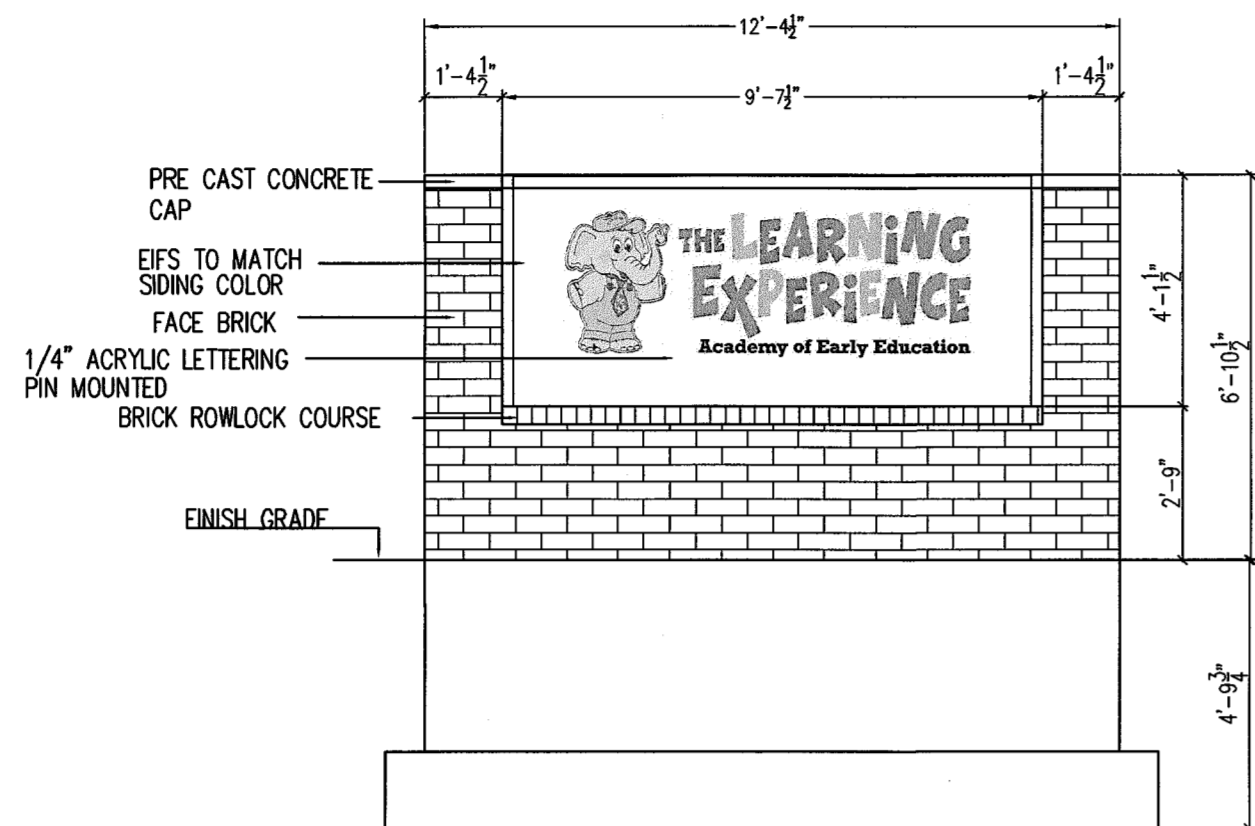 12'-4½"
1'-4½"
9'-7½"
1'-4½"
PRE CAST CONCRETE
CAP
EIFS TO MATCH
SIDING COLOR
FACE BRICK
1/4" ACRYLIC LETTERING
PIN MOUNTED
BRICK ROWLOCK COURSE
FINISH GRADE
THE LEARNiNG
EXPERiENCE
Academy of Early Education
4'-1½"
6'-10½"
2'-9"
4'-9¾"